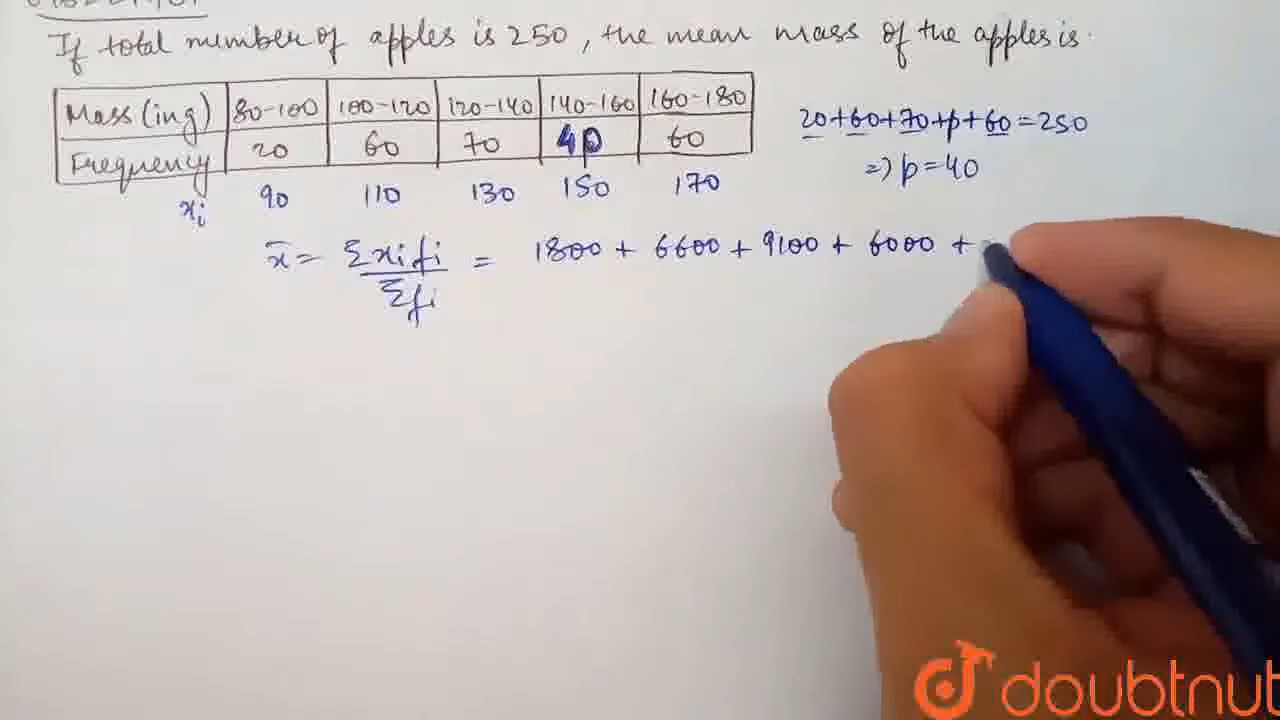 If total number of apples is 250, the mean mass of the apples is.
Mass (in g) 80-100 100-120 120-140 140-160 160-180
Frequency 20 60 70 4p 60
xi 90 110 130 150 170
20+60+70+p+60=250
=> p=40
x̄ = Σxifi / Σfi = 1800 + 6600 + 9100 + 6000 +
doubtnut